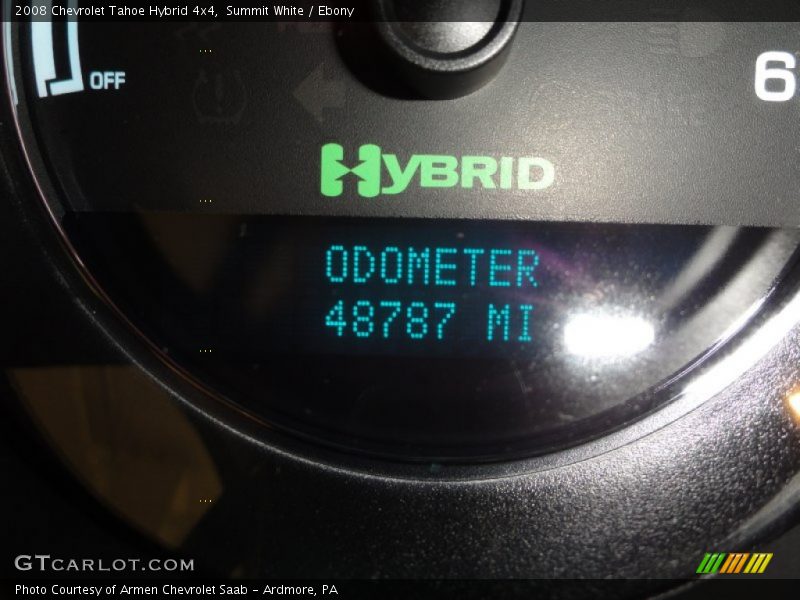 2008 Chevrolet Tahoe Hybrid 4x4, Summit White / Ebony
OFF
6
HYBRID
ODOMETER
48787 MI
GTCARLOT.COM
Photo Courtesy of Armen Chevrolet Saab - Ardmore, PA